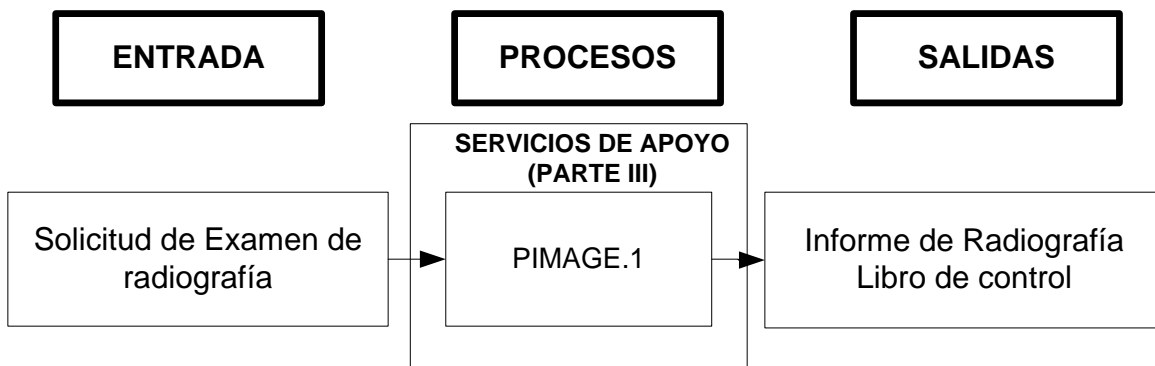 ENTRADA
PROCESOS
SALIDAS
SERVICIOS DE APOYO
(PARTE III)
Solicitud de Examen de
radiografía
PIMAGE.1
Informe de Radiografía
Libro de control